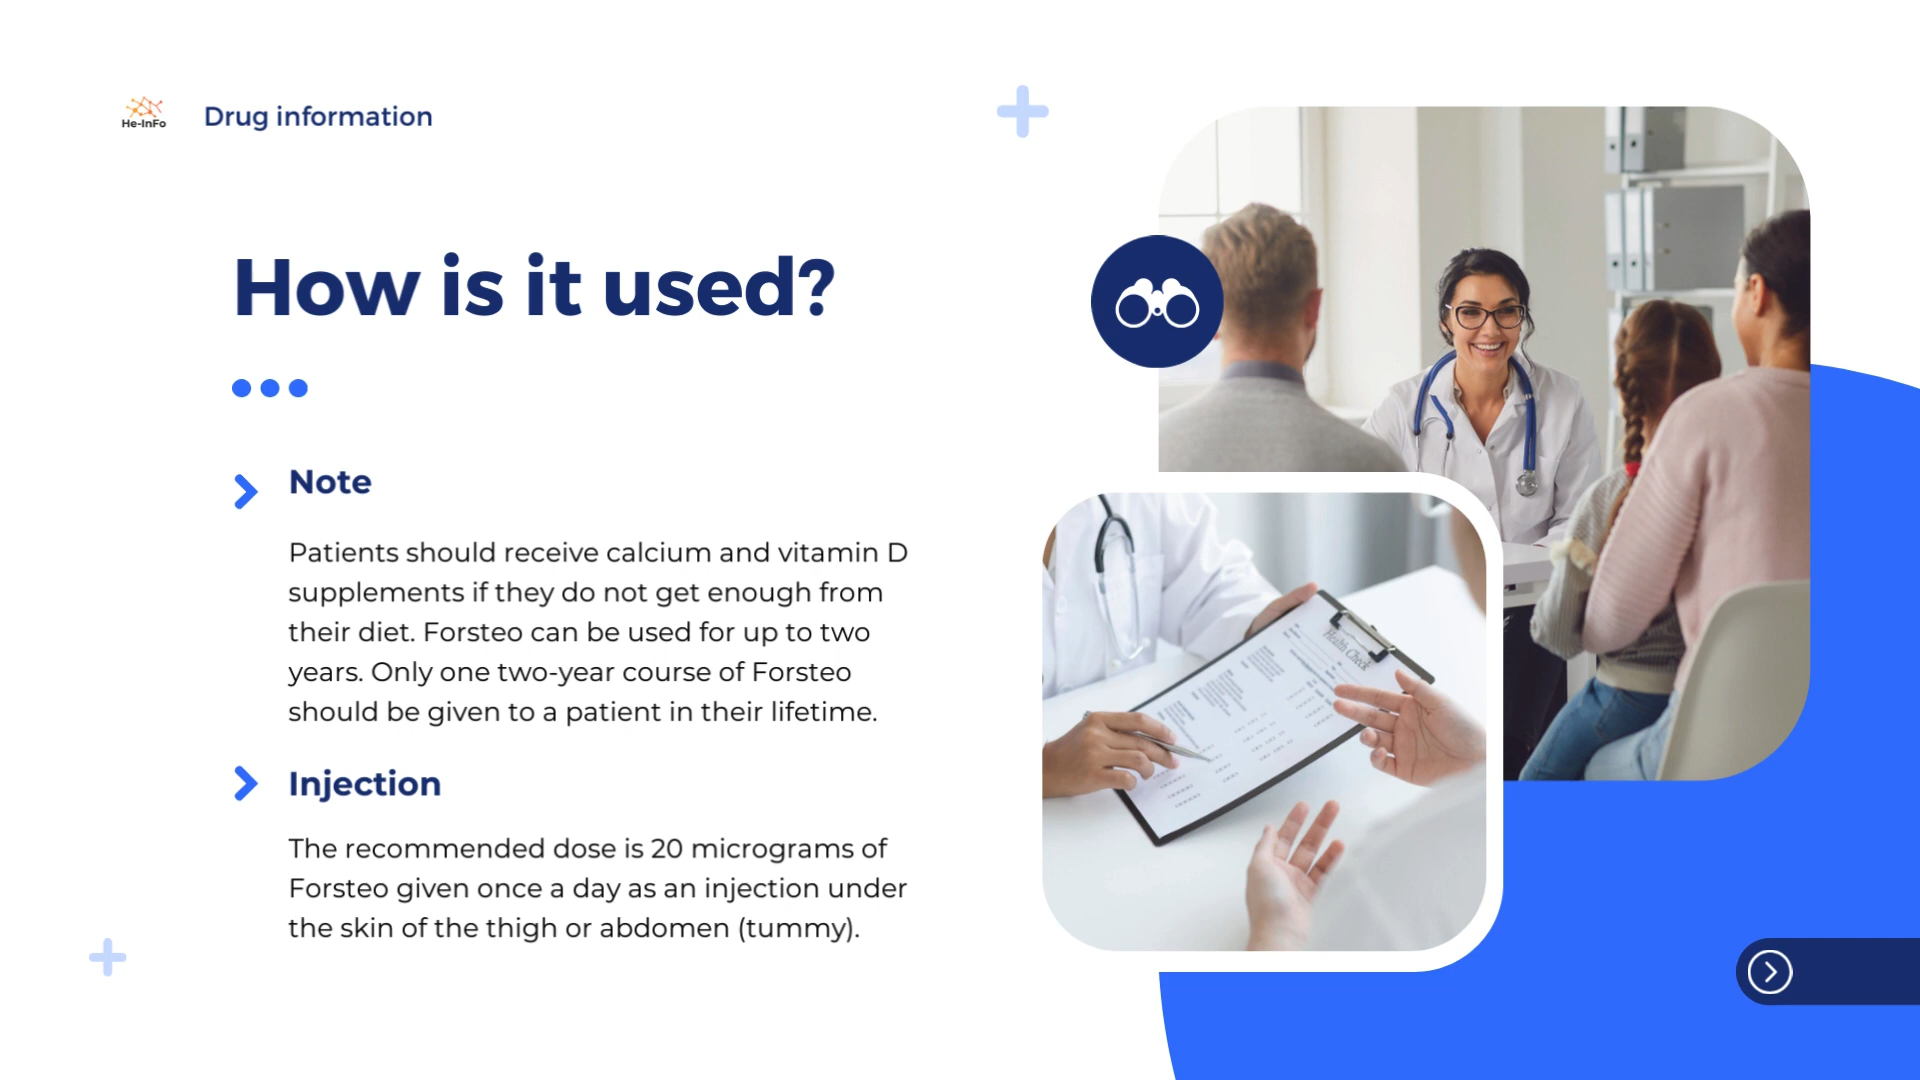 He-InFo
Drug information
How is it used?
Note
Patients should receive calcium and vitamin D
supplements if they do not get enough from
their diet. Forsteo can be used for up to two
years. Only one two-year course of Forsteo
should be given to a patient in their lifetime.
Injection
The recommended dose is 20 micrograms of
Forsteo given once a day as an injection under
the skin of the thigh or abdomen (tummy).
Health Check